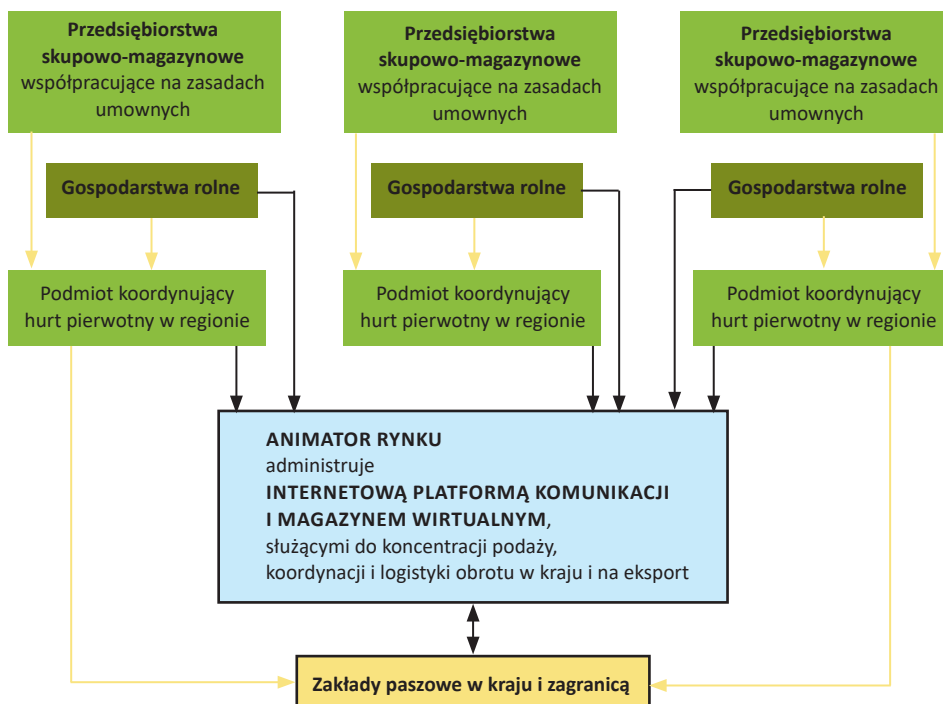 Przedsiębiorstwa
skupowo-magazynowe
współpracujące na zasadach
umownych
Przedsiębiorstwa
skupowo-magazynowe
współpracujące na zasadach
umownych
Przedsiębiorstwa
skupowo-magazynowe
współpracujące na zasadach
umownych
Gospodarstwa rolne
Gospodarstwa rolne
Gospodarstwa rolne
Podmiot koordynujący
hurt pierwotny w regionie
Podmiot koordynujący
hurt pierwotny w regionie
Podmiot koordynujący
hurt pierwotny w regionie
ANIMATOR RYNKU
administruje
INTERNETOWĄ PLATFORMĄ KOMUNIKACJI
I MAGAZYNEM WIRTUALNYM,
służącymi do koncentracji podaży,
koordynacji i logistyki obrotu w kraju i na eksport
Zakłady paszowe w kraju i zagranicą